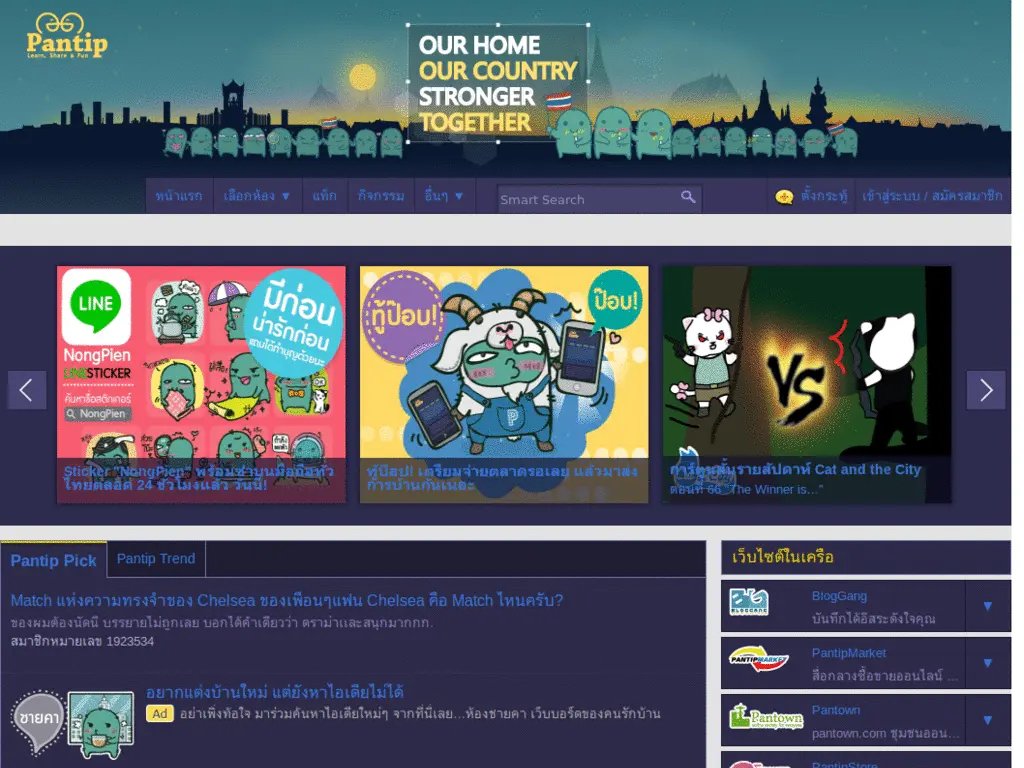 Pantip
Learn, Share & Fun
OUR HOME
OUR COUNTRY
STRONGER
TOGETHER
หน้าแรก
เลือกห้อง ▼
แท็ก
กิจกรรม
อื่นๆ ▼
Smart Search
ตั้งกระทู้
เข้าสู่ระบบ / สมัครสมาชิก
LINE
NongPien
LINE STICKER
ค้นหาชื่อสติกเกอร์
NongPien
มีก่อน
น่ารักก่อน
แถมได้ทำบุญด้วยนะ
Sticker "NongPien" พร้อมซ่าบนมือถือทั่ว
ไทยตลอด 24 ชั่วโมงแล้ว วันนี้!
ทู้ป๊อบ!
ป๊อบ!
P
ทู้ป๊อป! เตรียมจ่ายตลาดรอเลย แล้วมาส่ง
การบ้านกันเนอะ
VS
การ์ตูนสั้นรายสัปดาห์ Cat and the City
ตอนที่ 66 "The Winner is..."
Pantip Pick
Pantip Trend
Match แห่งความทรงจำของ Chelsea ของเพื่อนๆแฟน Chelsea คือ Match ไหนครับ?
ของผมต้องนัดนี้ บรรยายไม่ถูกเลย บอกได้คำเดียวว่า ดราม่าและสนุกมากกก.
สมาชิกหมายเลข 1923534
ชายคา
อยากแต่งบ้านใหม่ แต่ยังหาไอเดียไม่ได้
Ad อย่าเพิ่งท้อใจ มาร่วมค้นหาไอเดียใหม่ๆ จากที่นี่เลย...ห้องชายคา เว็บบอร์ดของคนรักบ้าน
เว็บไซต์ในเครือ
BLOGGANG
BlogGang
บันทึกได้อิสระดั่งใจคุณ
PANTIPMARKET
PantipMarket
สื่อกลางซื้อขายออนไลน์ ...
Pantown
Pantown
pantown.com ชุมชนออน...
PantipStore